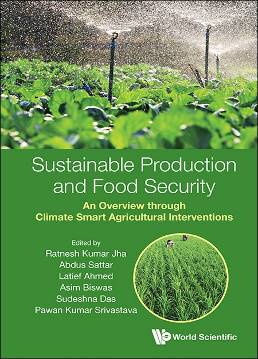 Sustainable Production
and Food Security
An Overview through
Climate Smart Agricultural Interventions
Edited by
Ratnesh Kumar Jha
Abdus Sattar
Latief Ahmed
Asim Biswas
Sudeshna Das
Pawan Kumar Srivastava
World Scientific